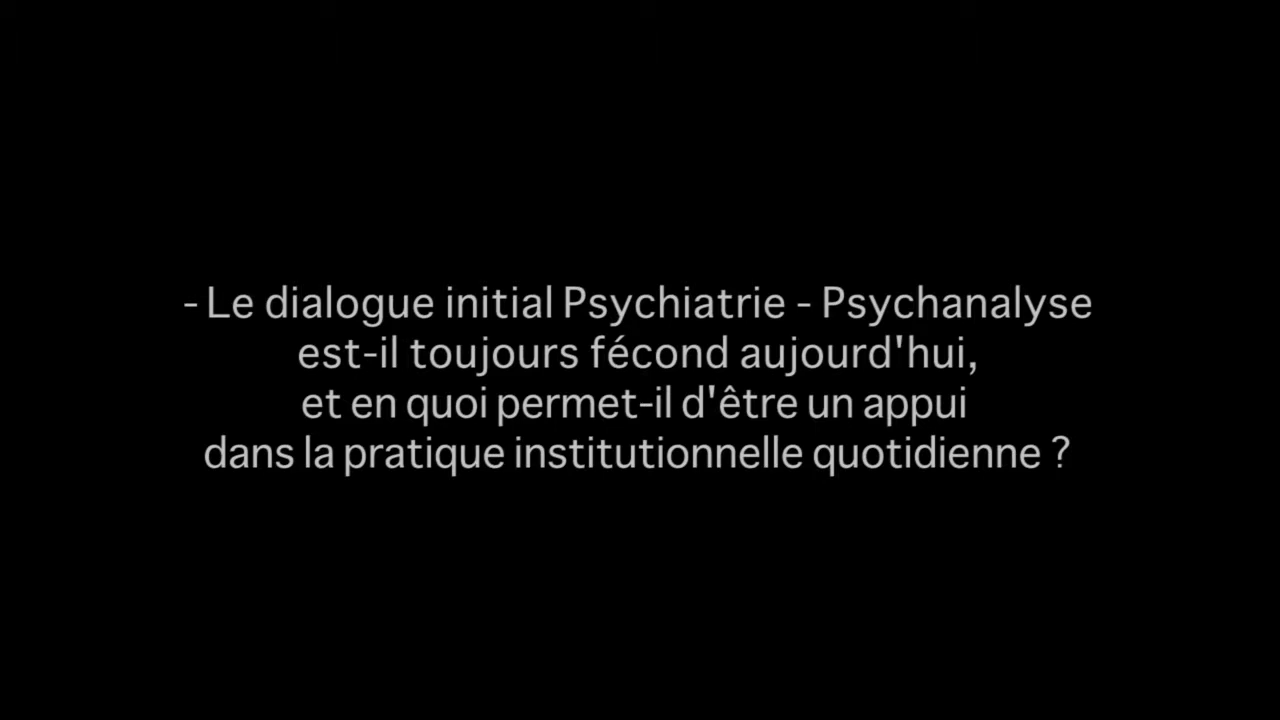 - Le dialogue initial Psychiatrie - Psychanalyse
est-il toujours fécond aujourd'hui,
et en quoi permet-il d'être un appui
dans la pratique institutionnelle quotidienne ?